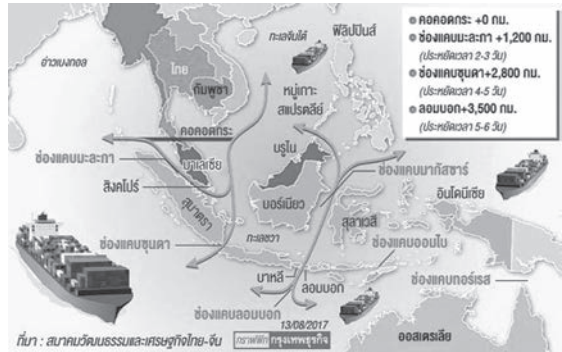 คอคอดกระ +0 กม.
ช่องแคบมะละกา +1,200 กม.
(ประหยัดเวลา 2-3 วัน)
ช่องแคบซุนดา+2,800 กม.
(ประหยัดเวลา 4-5 วัน)
ลอมบอก+3,500 กม.
(ประหยัดเวลา 5-6 วัน)
ฟิลิปปินส์
ทะเลจีนใต้
อ่าวเบงกอล
ไทย
กัมพูชา
หมู่เกาะ
สแปรตลีย์
คอคอดกระ
บรูไน
ช่องแคบมะละกา
มาเลเซีย
ช่องแคบมากัสซาร์
สิงคโปร์
สุมาตรา
บอร์เนียว
อินโดนีเซีย
สุลาเวสี
ช่องแคบซุนดา
ทะเลชวา
ช่องแคบออมไบ
บาหลี
ลอมบอก
ช่องแคบทอร์เรส
ช่องแคบลอมบอก
13/08/2017
ออสเตรเลีย
ที่มา : สมาคมวัฒนธรรมและเศรษฐกิจไทย-จีน
กราฟฟิก กรุงเทพธุรกิจ